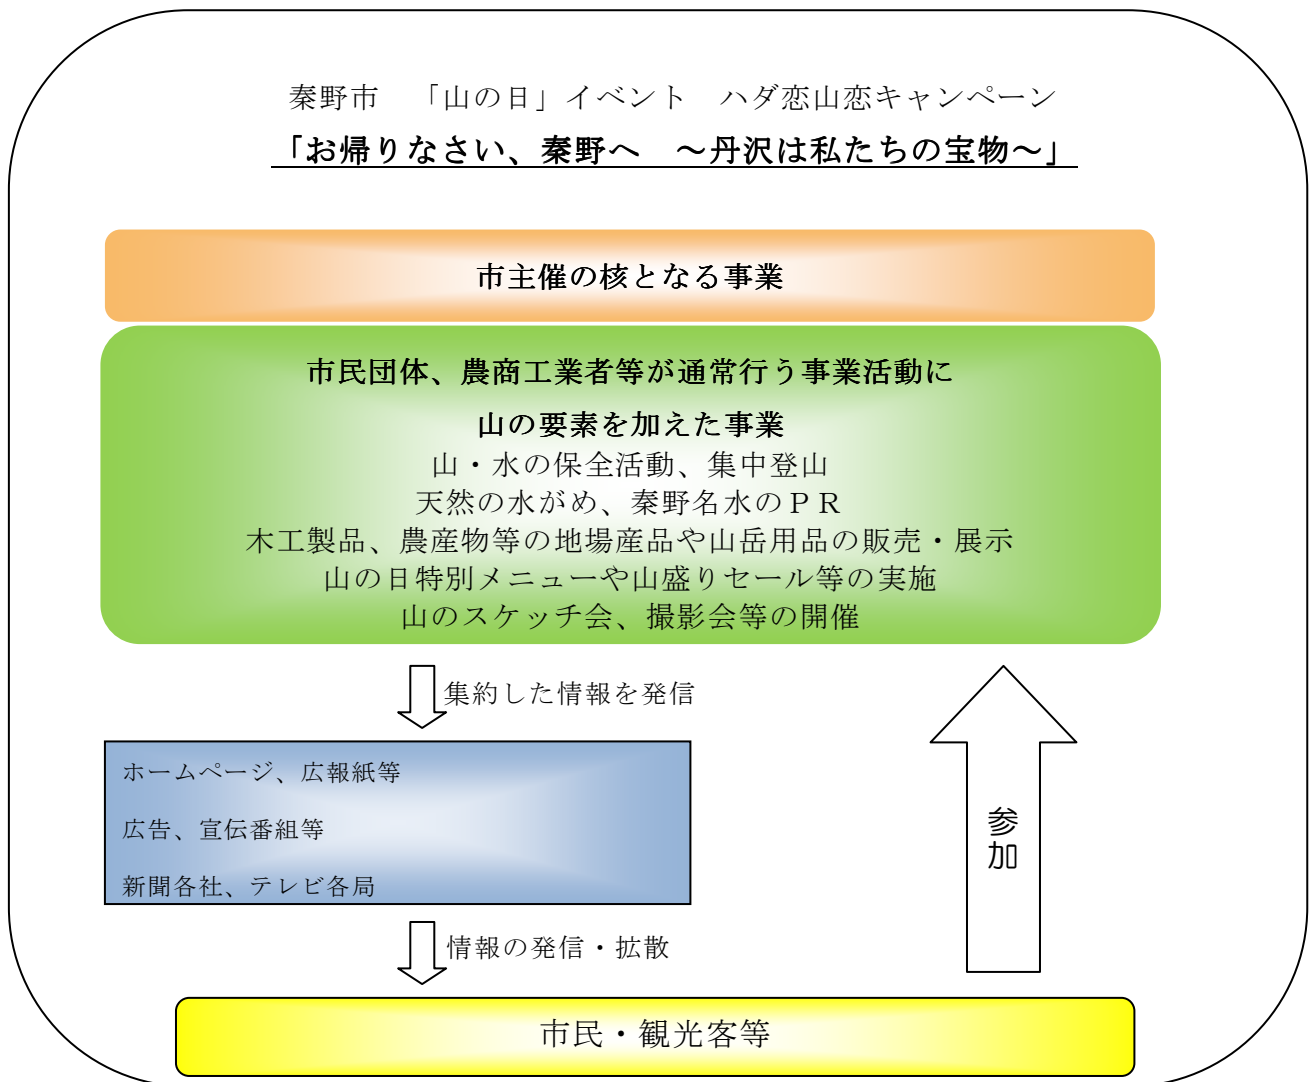 秦野市　「山の日」イベント　ハダ恋山恋キャンペーン
「お帰りなさい、秦野へ　～丹沢は私たちの宝物～」
市主催の核となる事業
市民団体、農商工業者等が通常行う事業活動に
山の要素を加えた事業
山・水の保全活動、集中登山
天然の水がめ、秦野名水のＰＲ
木工製品、農産物等の地場産品や山岳用品の販売・展示
山の日特別メニューや山盛りセール等の実施
山のスケッチ会、撮影会等の開催
集約した情報を発信
ホームページ、広報紙等
広告、宣伝番組等
新聞各社、テレビ各局
参加
情報の発信・拡散
市民・観光客等